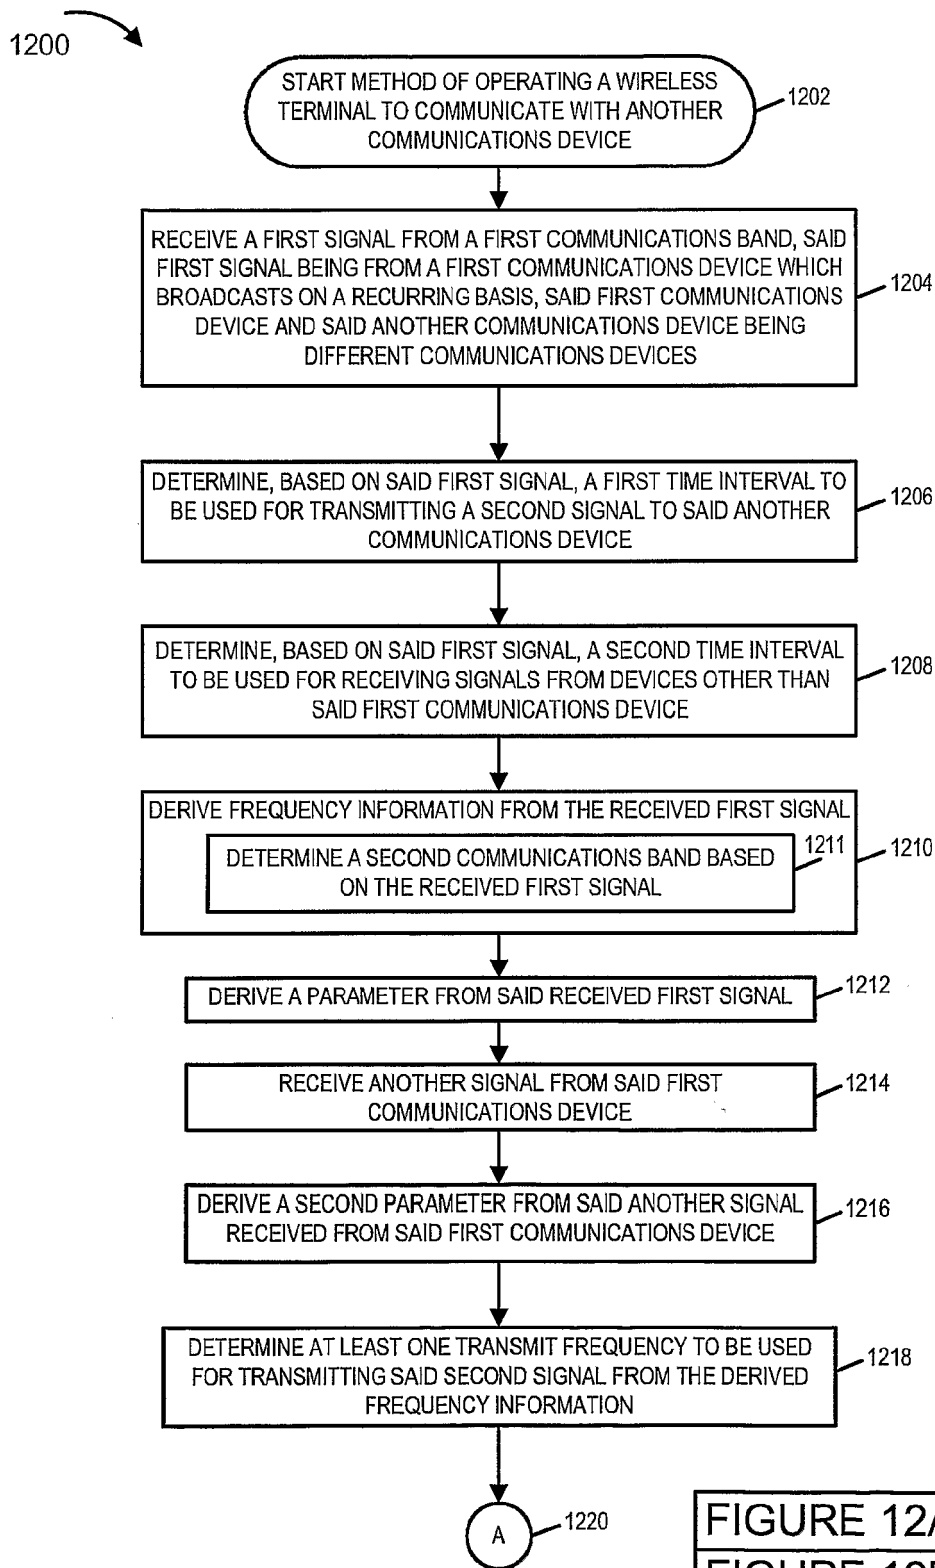 1200
START METHOD OF OPERATING A WIRELESS
TERMINAL TO COMMUNICATE WITH ANOTHER
COMMUNICATIONS DEVICE
1202
RECEIVE A FIRST SIGNAL FROM A FIRST COMMUNICATIONS BAND, SAID
FIRST SIGNAL BEING FROM A FIRST COMMUNICATIONS DEVICE WHICH
BROADCASTS ON A RECURRING BASIS, SAID FIRST COMMUNICATIONS
DEVICE AND SAID ANOTHER COMMUNICATIONS DEVICE BEING
DIFFERENT COMMUNICATIONS DEVICES
1204
DETERMINE, BASED ON SAID FIRST SIGNAL, A FIRST TIME INTERVAL TO
BE USED FOR TRANSMITTING A SECOND SIGNAL TO SAID ANOTHER
COMMUNICATIONS DEVICE
1206
DETERMINE, BASED ON SAID FIRST SIGNAL, A SECOND TIME INTERVAL
TO BE USED FOR RECEIVING SIGNALS FROM DEVICES OTHER THAN
SAID FIRST COMMUNICATIONS DEVICE
1208
DERIVE FREQUENCY INFORMATION FROM THE RECEIVED FIRST SIGNAL
1210
DETERMINE A SECOND COMMUNICATIONS BAND BASED
ON THE RECEIVED FIRST SIGNAL
1211
DERIVE A PARAMETER FROM SAID RECEIVED FIRST SIGNAL
1212
RECEIVE ANOTHER SIGNAL FROM SAID FIRST
COMMUNICATIONS DEVICE
1214
DERIVE A SECOND PARAMETER FROM SAID ANOTHER SIGNAL
RECEIVED FROM SAID FIRST COMMUNICATIONS DEVICE
1216
DETERMINE AT LEAST ONE TRANSMIT FREQUENCY TO BE USED
FOR TRANSMITTING SAID SECOND SIGNAL FROM THE DERIVED
FREQUENCY INFORMATION
1218
A
1220
FIGURE 12A
FIGURE